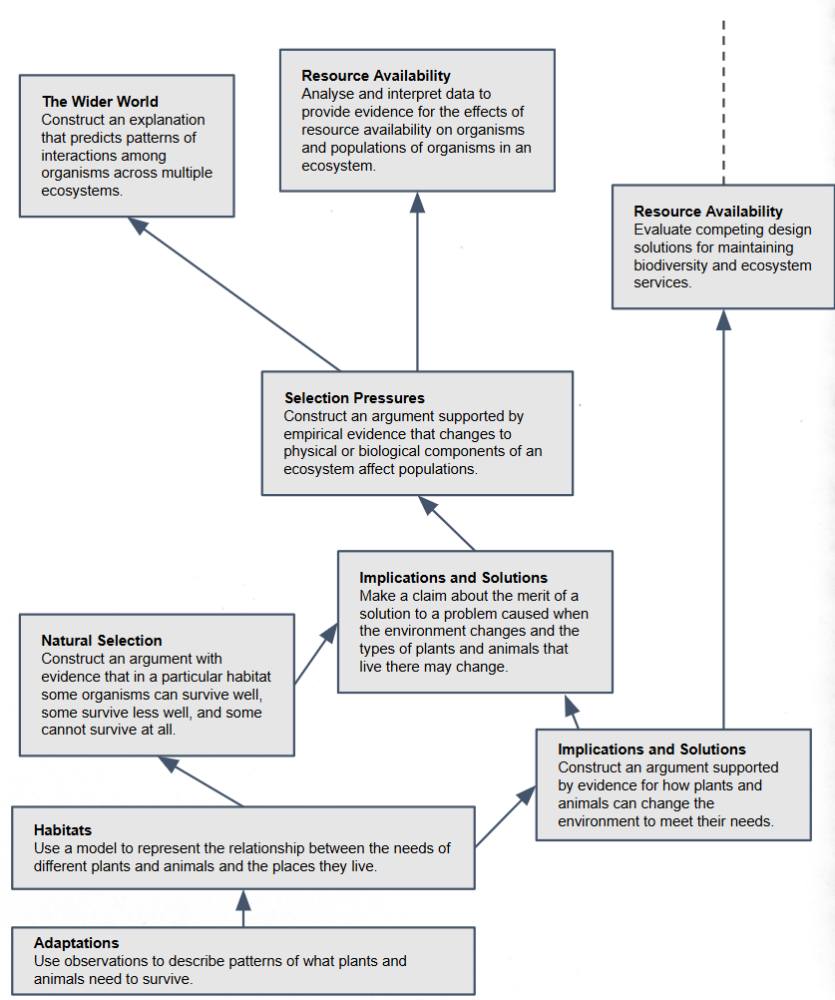 The Wider World
Construct an explanation
that predicts patterns of
interactions among
organisms across multiple
ecosystems.
Resource Availability
Analyse and interpret data to
provide evidence for the effects of
resource availability on organisms
and populations of organisms in an
ecosystem.
Resource Availability
Evaluate competing design
solutions for maintaining
biodiversity and ecosystem
services.
Selection Pressures
Construct an argument supported by
empirical evidence that changes to
physical or biological components of an
ecosystem affect populations.
Implications and Solutions
Make a claim about the merit of a
solution to a problem caused when
the environment changes and the
types of plants and animals that
live there may change.
Natural Selection
Construct an argument with
evidence that in a particular habitat
some organisms can survive well,
some survive less well, and some
cannot survive at all.
Implications and Solutions
Construct an argument supported
by evidence for how plants and
animals can change the
environment to meet their needs.
Habitats
Use a model to represent the relationship between the needs of
different plants and animals and the places they live.
Adaptations
Use observations to describe patterns of what plants and
animals need to survive.